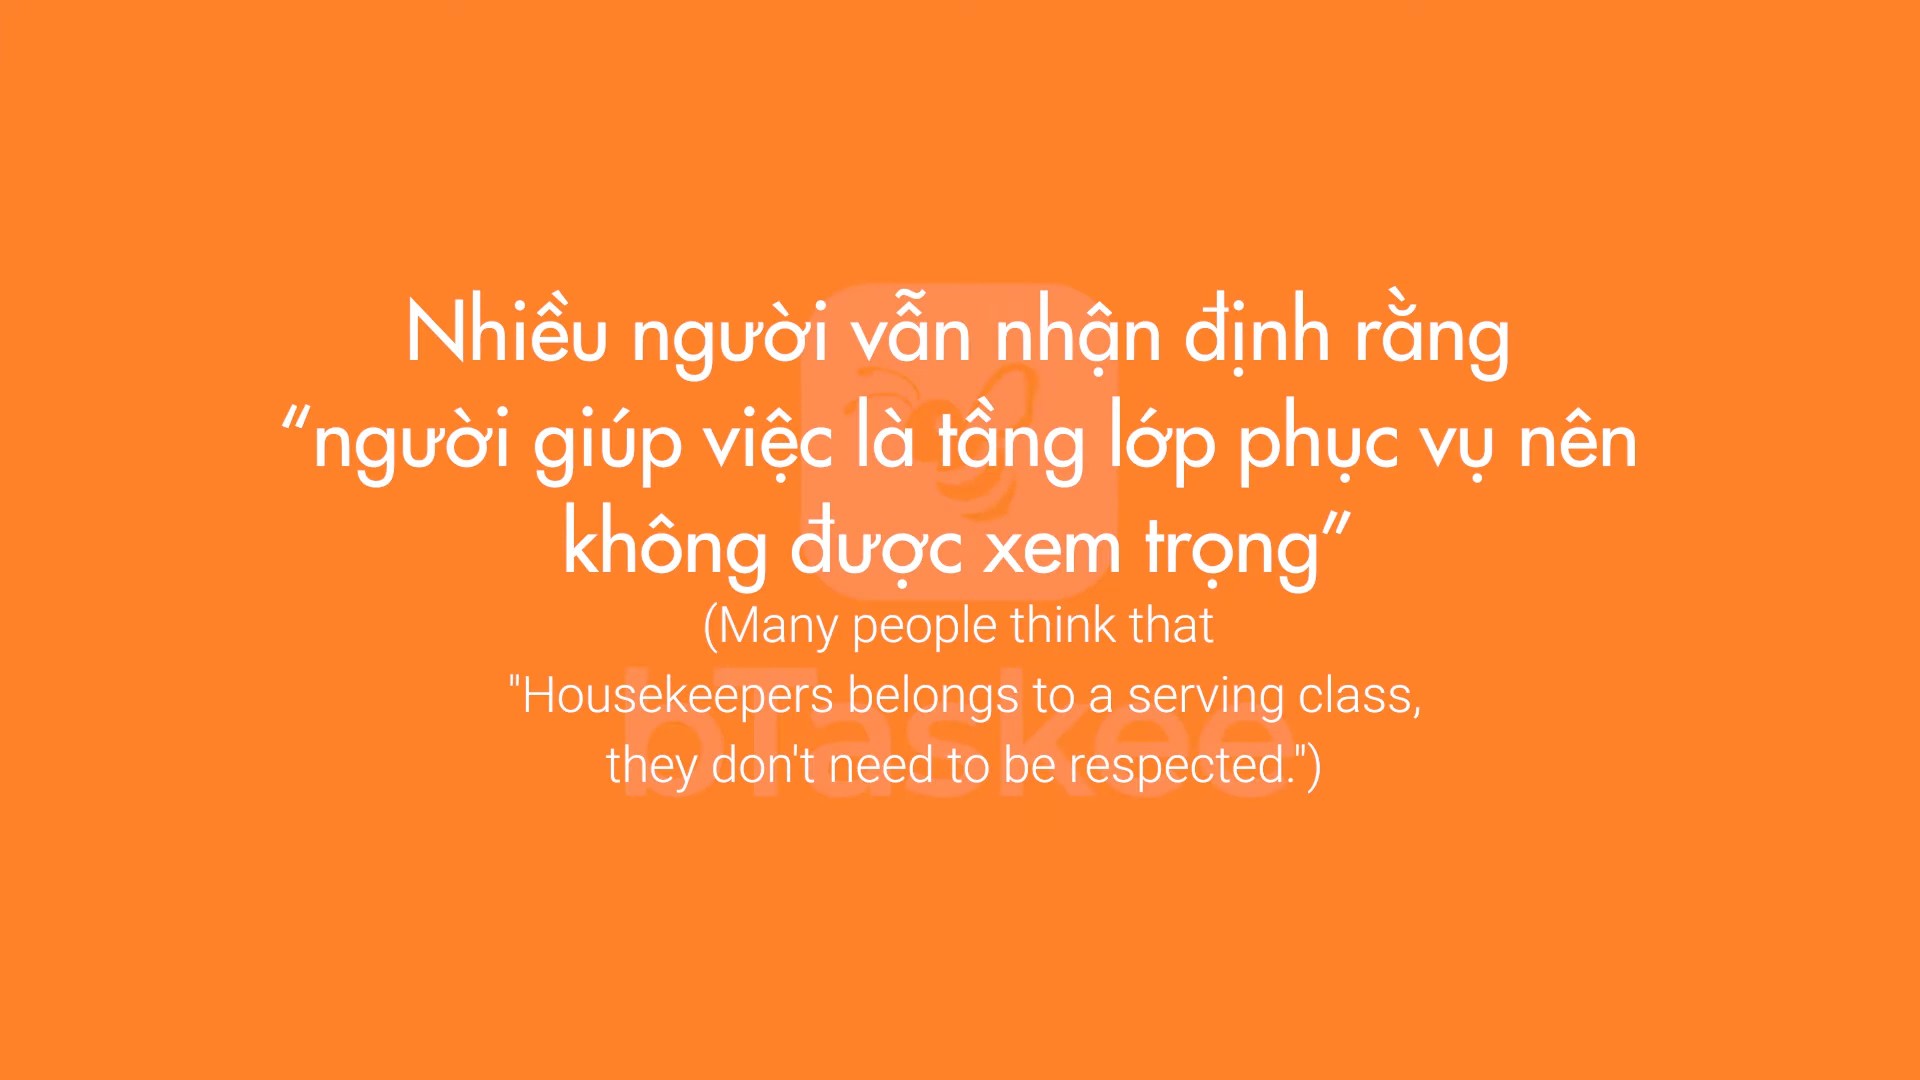 Nhiều người vẫn nhận định rằng
“người giúp việc là tầng lớp phục vụ nên
không được xem trọng”
(Many people think that
"Housekeepers belongs to a serving class,
they don't need to be respected.")
bTaskee